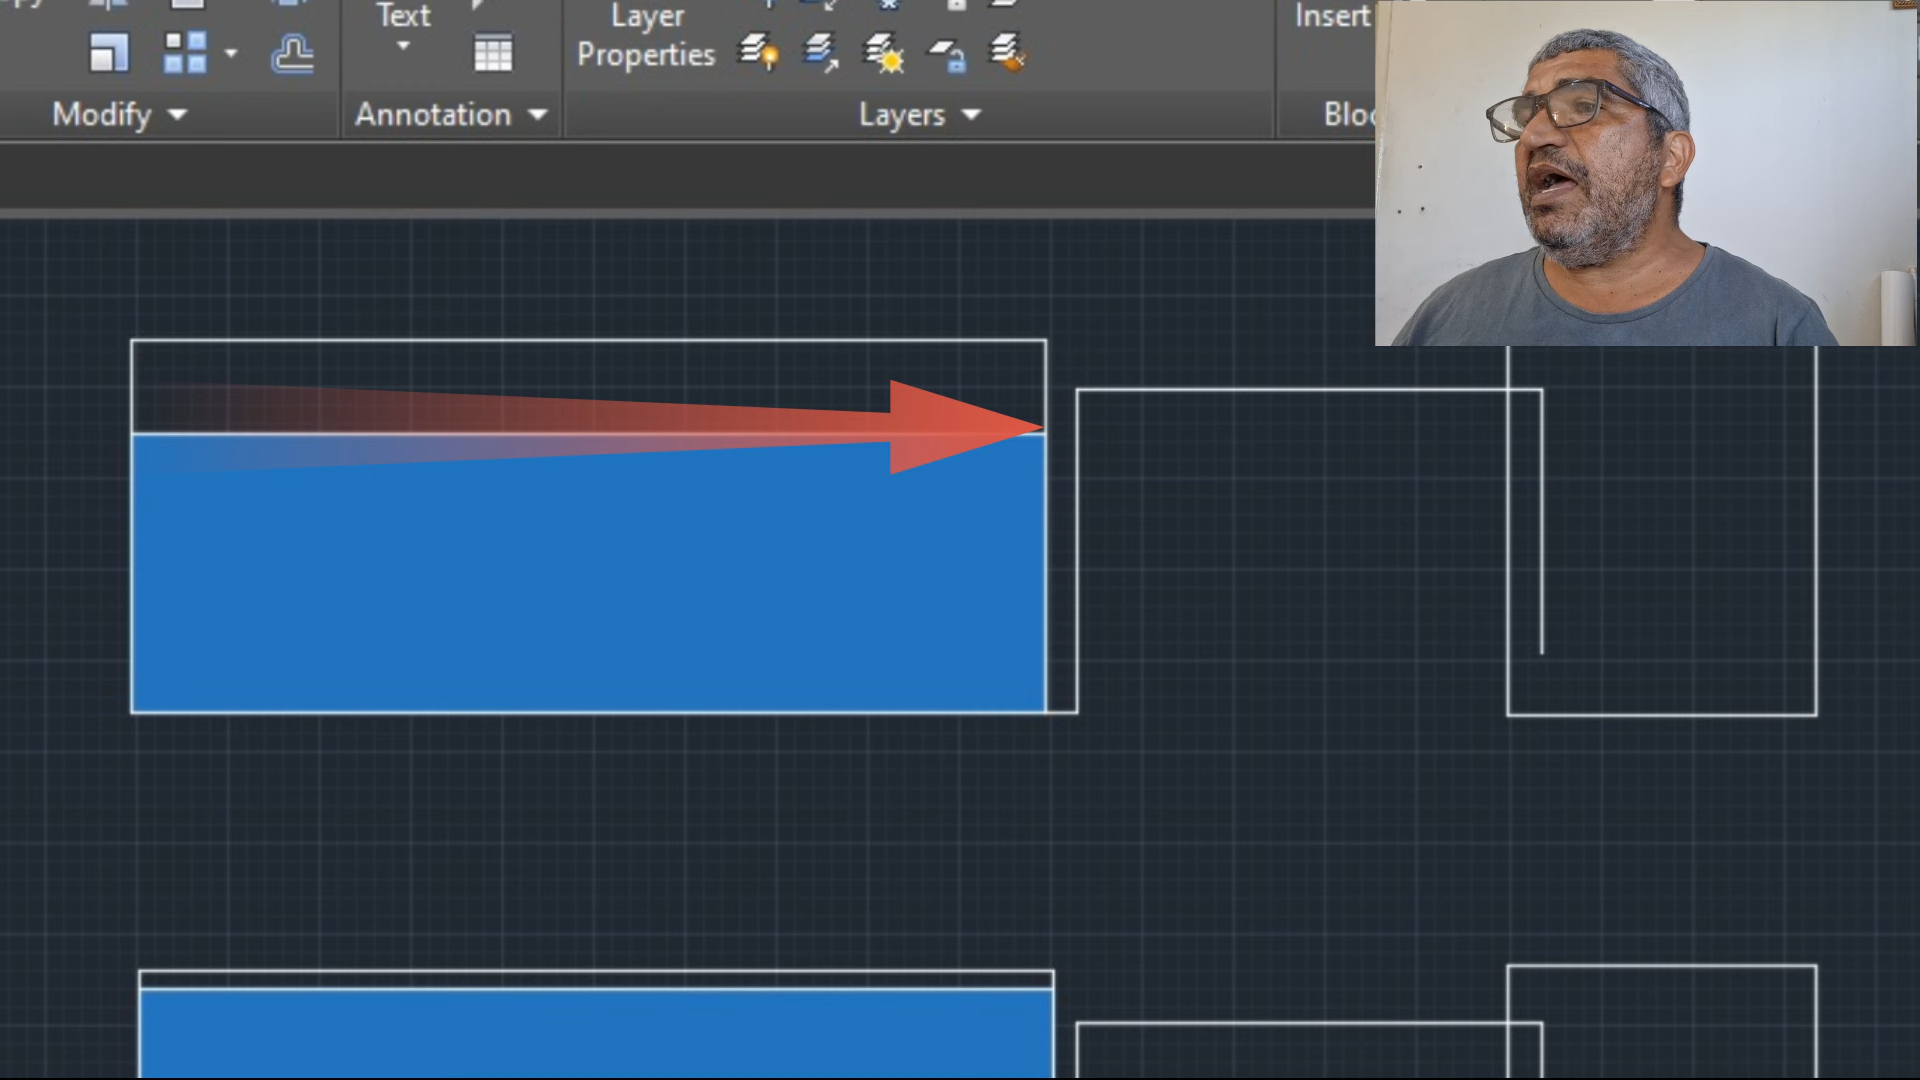 Text
Layer
Properties
Insert
Modify
Annotation
Layers